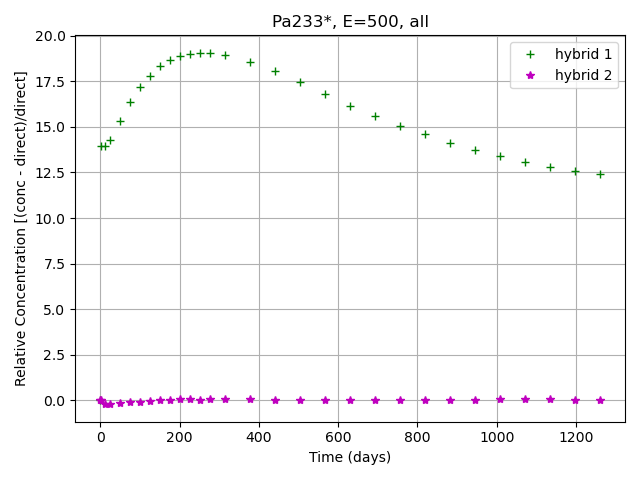 Pa233*, E=500, all
Relative Concentration [(conc - direct)/direct]
20.0
17.5
15.0
12.5
10.0
7.5
5.0
2.5
0.0
hybrid 1
hybrid 2
0 200 400 600 800 1000 1200
Time (days)